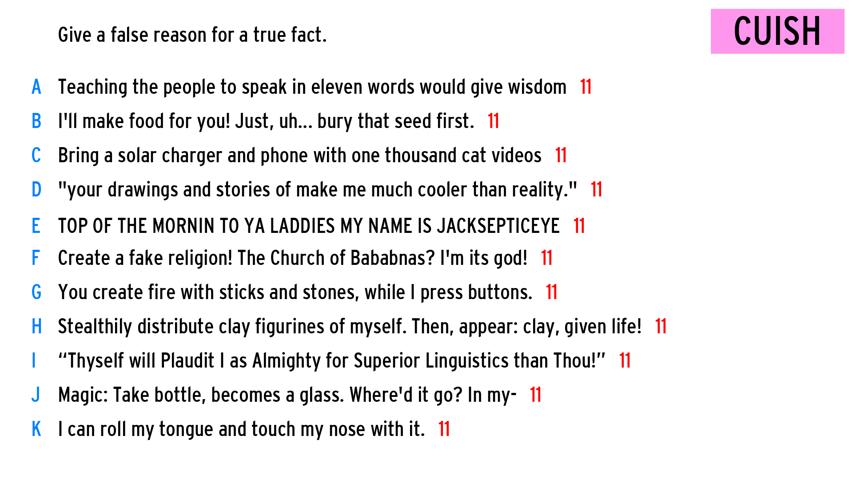 Give a false reason for a true fact.
CUISH
A Teaching the people to speak in eleven words would give wisdom 11
B I'll make food for you! Just, uh... bury that seed first. 11
C Bring a solar charger and phone with one thousand cat videos 11
D "your drawings and stories of make me much cooler than reality." 11
E TOP OF THE MORNIN TO YA LADDIES MY NAME IS JACKSEPTICEYE 11
F Create a fake religion! The Church of Bababnas? I'm its god! 11
G You create fire with sticks and stones, while I press buttons. 11
H Stealthily distribute clay figurines of myself. Then, appear: clay, given life! 11
I “Thyself will Plaudit I as Almighty for Superior Linguistics than Thou!” 11
J Magic: Take bottle, becomes a glass. Where'd it go? In my- 11
K I can roll my tongue and touch my nose with it. 11